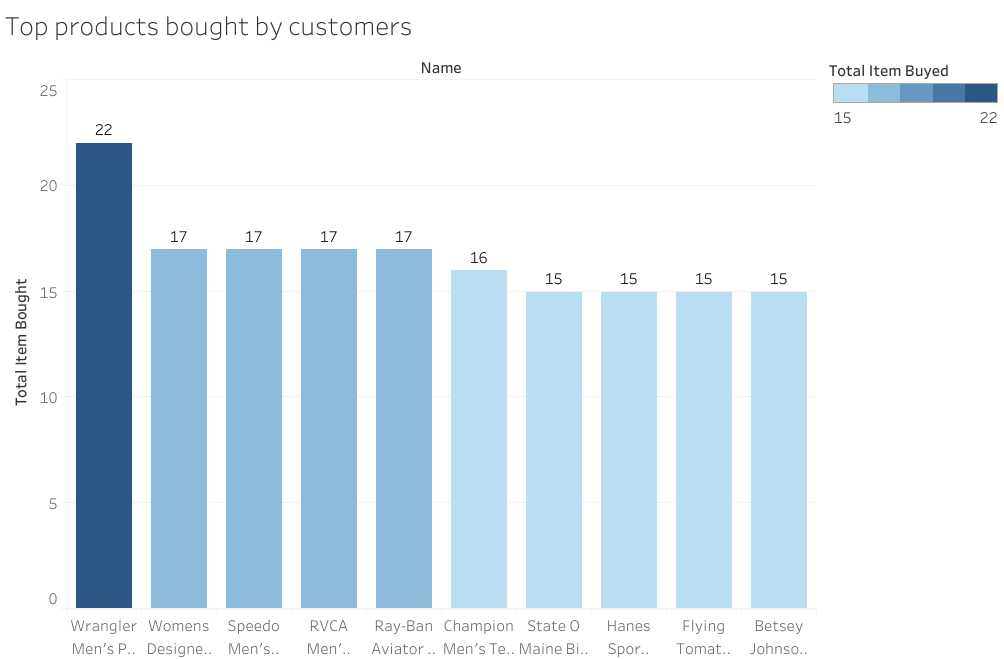 Top products bought by customers
Name
Total Item Buyed
15 22
Total Item Bought
25
20
15
10
5
0
22 17 17 17 17 16 15 15 15 15
Wrangler Womens Speedo RVCA Ray-Ban Champion State O Hanes Flying Betsey
Men's P.. Designe.. Men's.. Men'.. Aviator .. Men's Te.. Maine Bi.. Spor.. Tomat.. Johnso..